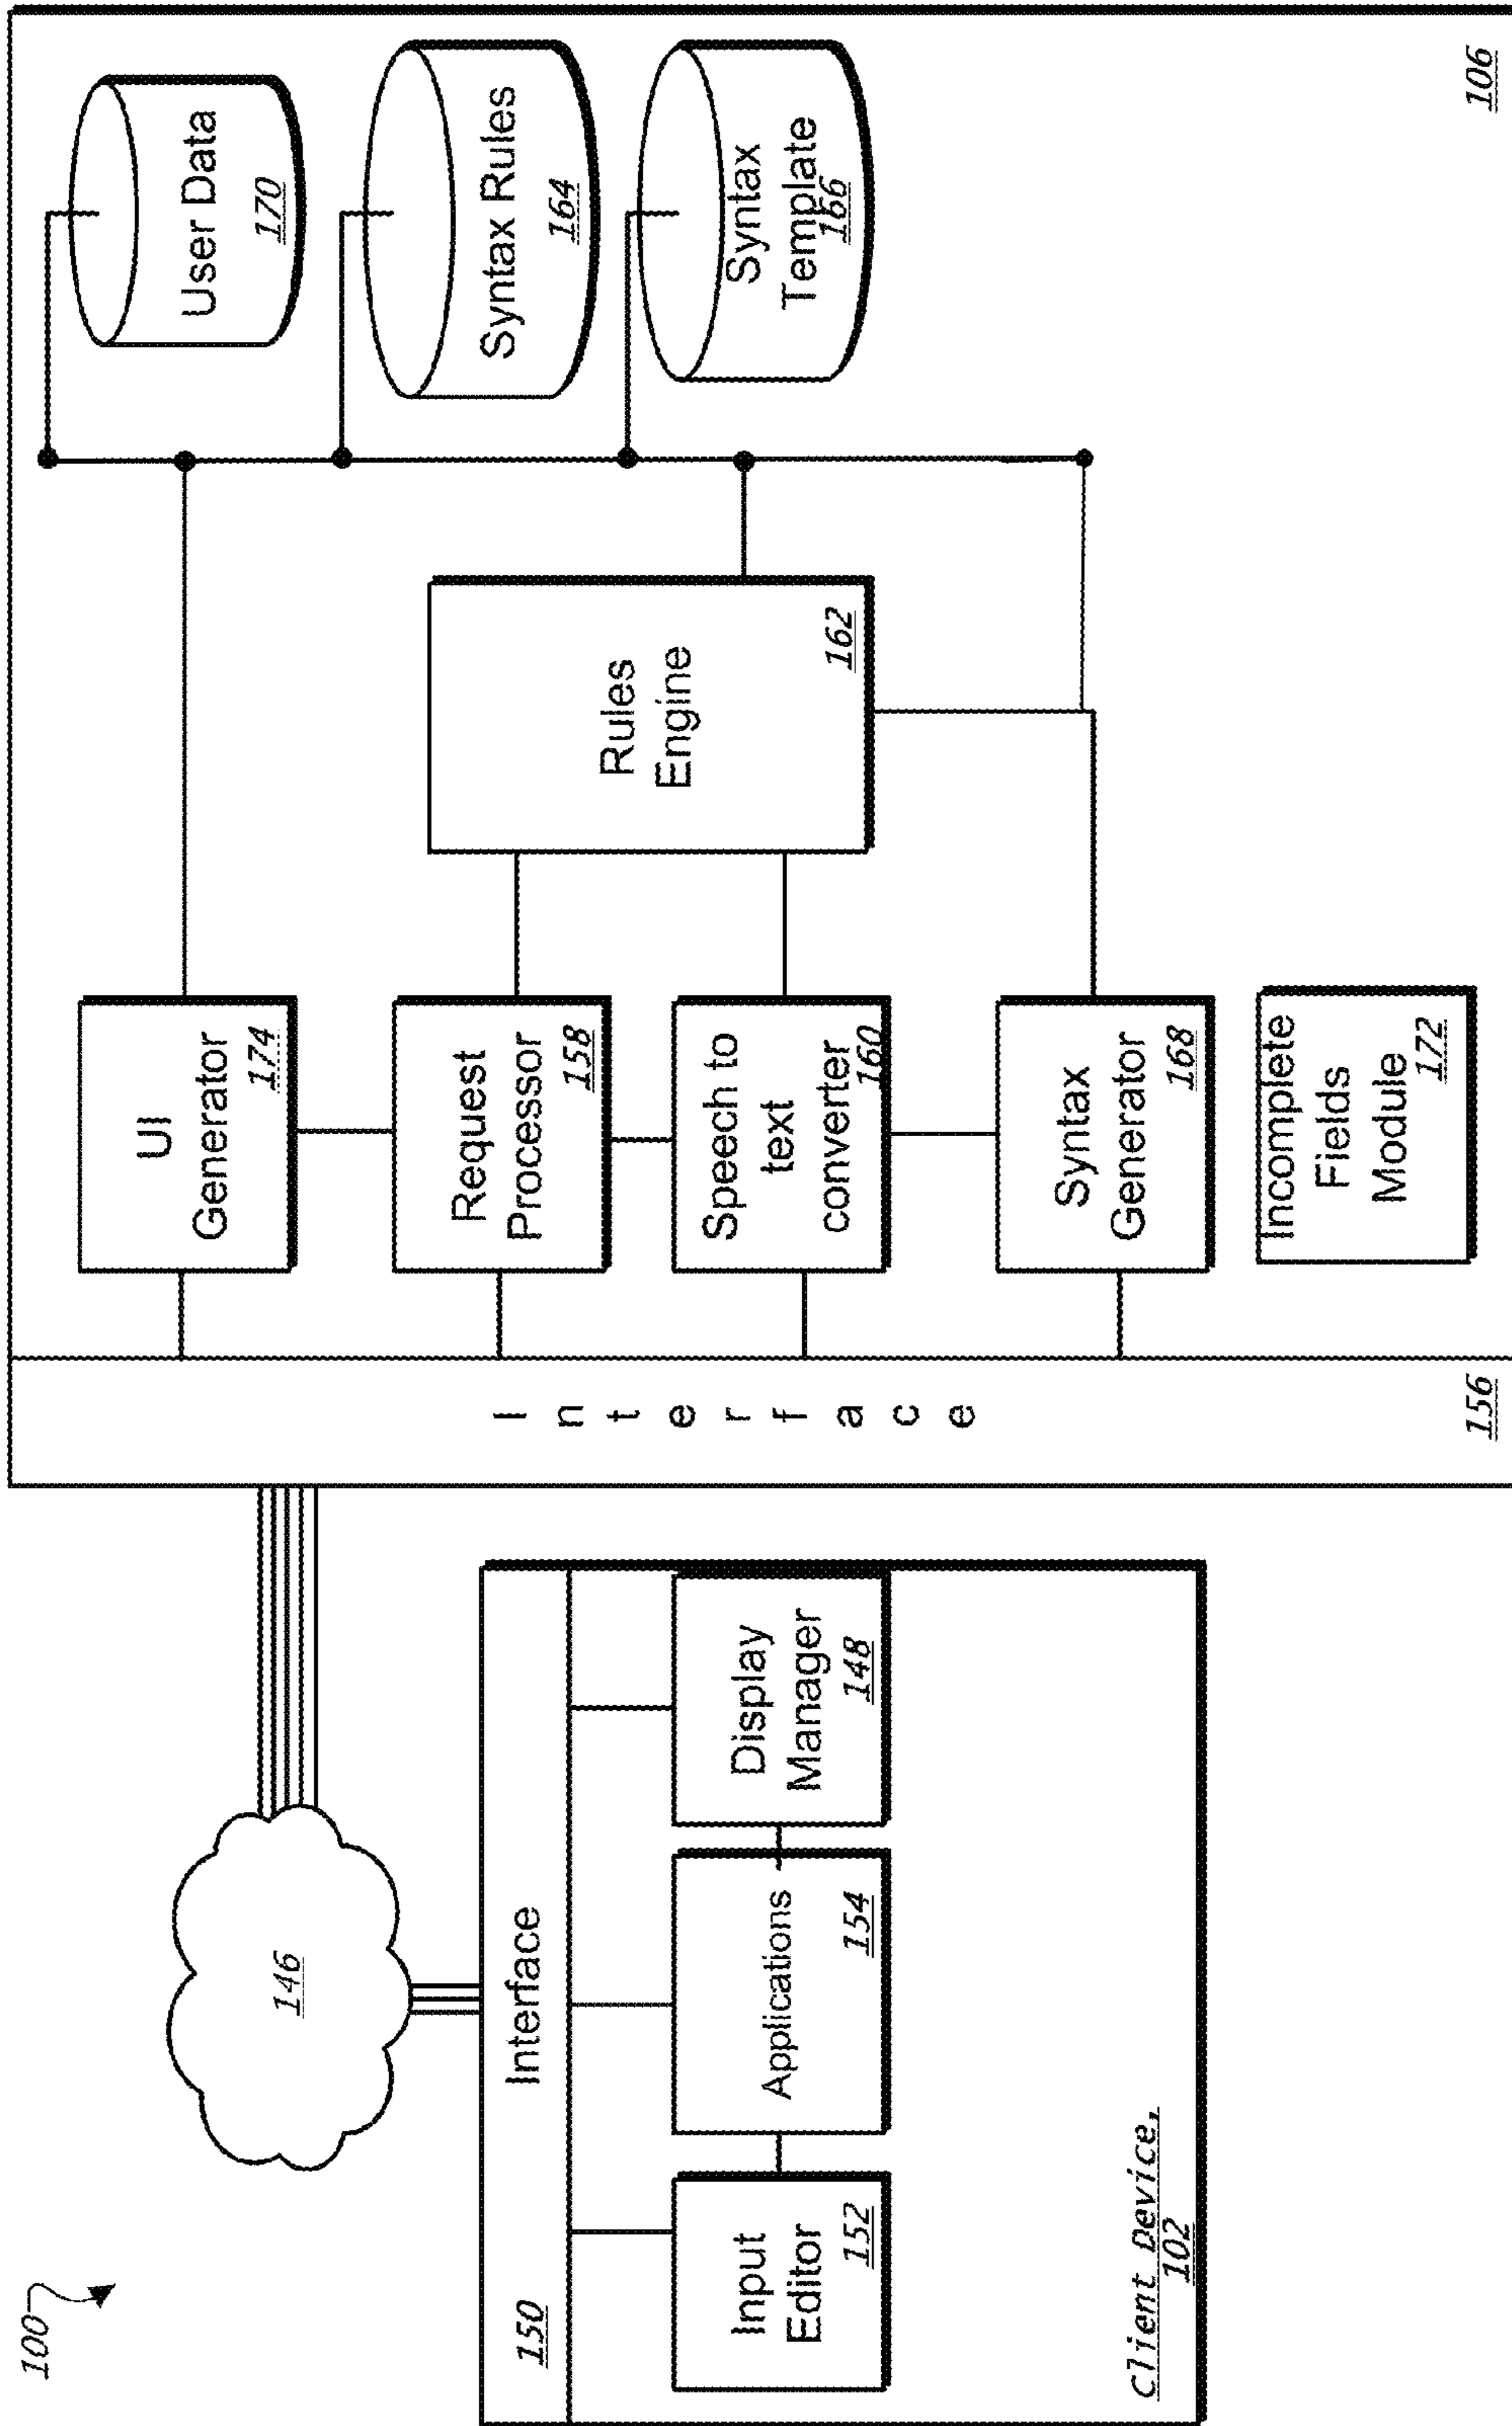 100
146
150
Interface
Input
Editor
152
Applications
154
Display
Manager
148
Client Device,
102
I n t e r f a c e
156
UI
Generator
174
Request
Processor
158
Speech to
text
converter
160
Syntax
Generator
168
Incomplete
Fields
Module
172
Rules
Engine
162
User Data
170
Syntax Rules
164
Syntax
Template
166
106